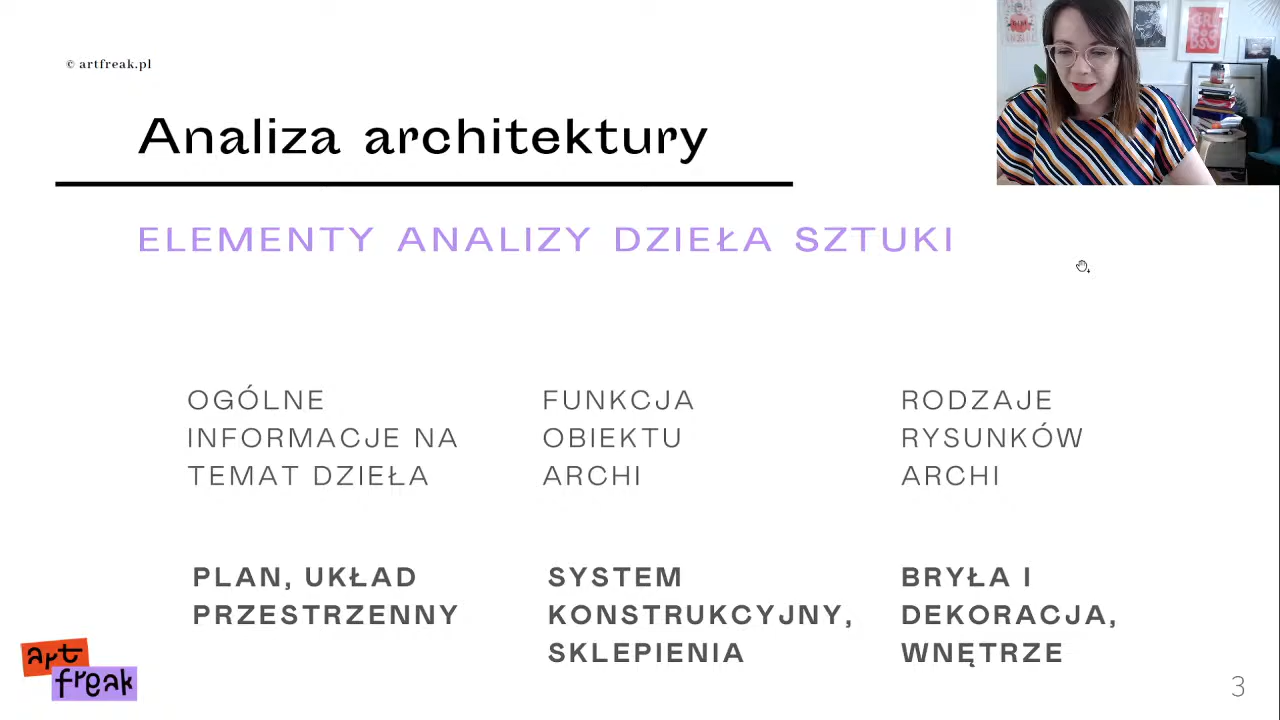 © artfreak.pl
Analiza architektury
ELEMENTY ANALIZY DZIEŁA SZTUKI
OGÓLNE
INFORMACJE NA
TEMAT DZIEŁA
FUNKCJA
OBIEKTU
ARCHI
RODZAJE
RYSUNKÓW
ARCHI
PLAN, UKŁAD
PRZESTRZENNY
SYSTEM
KONSTRUKCYJNY,
SKLEPIENIA
BRYŁA I
DEKORACJA,
WNĘTRZE
art
freak
3